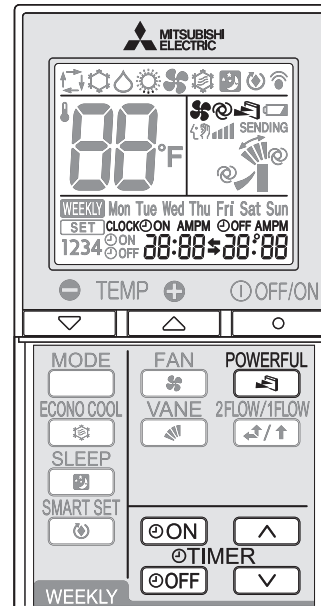 MITSUBISHI
ELECTRIC
88°F
SENDING
WEEKLY Mon Tue Wed Thu Fri Sat Sun
SET CLOCK ON AMPM OFF AMPM
1234 ON OFF 88:88 88:88
TEMP OFF/ON
MODE FAN POWERFUL
ECONO COOL VANE 2FLOW/1FLOW
SLEEP
SMART SET
ON
TIMER
OFF
WEEKLY